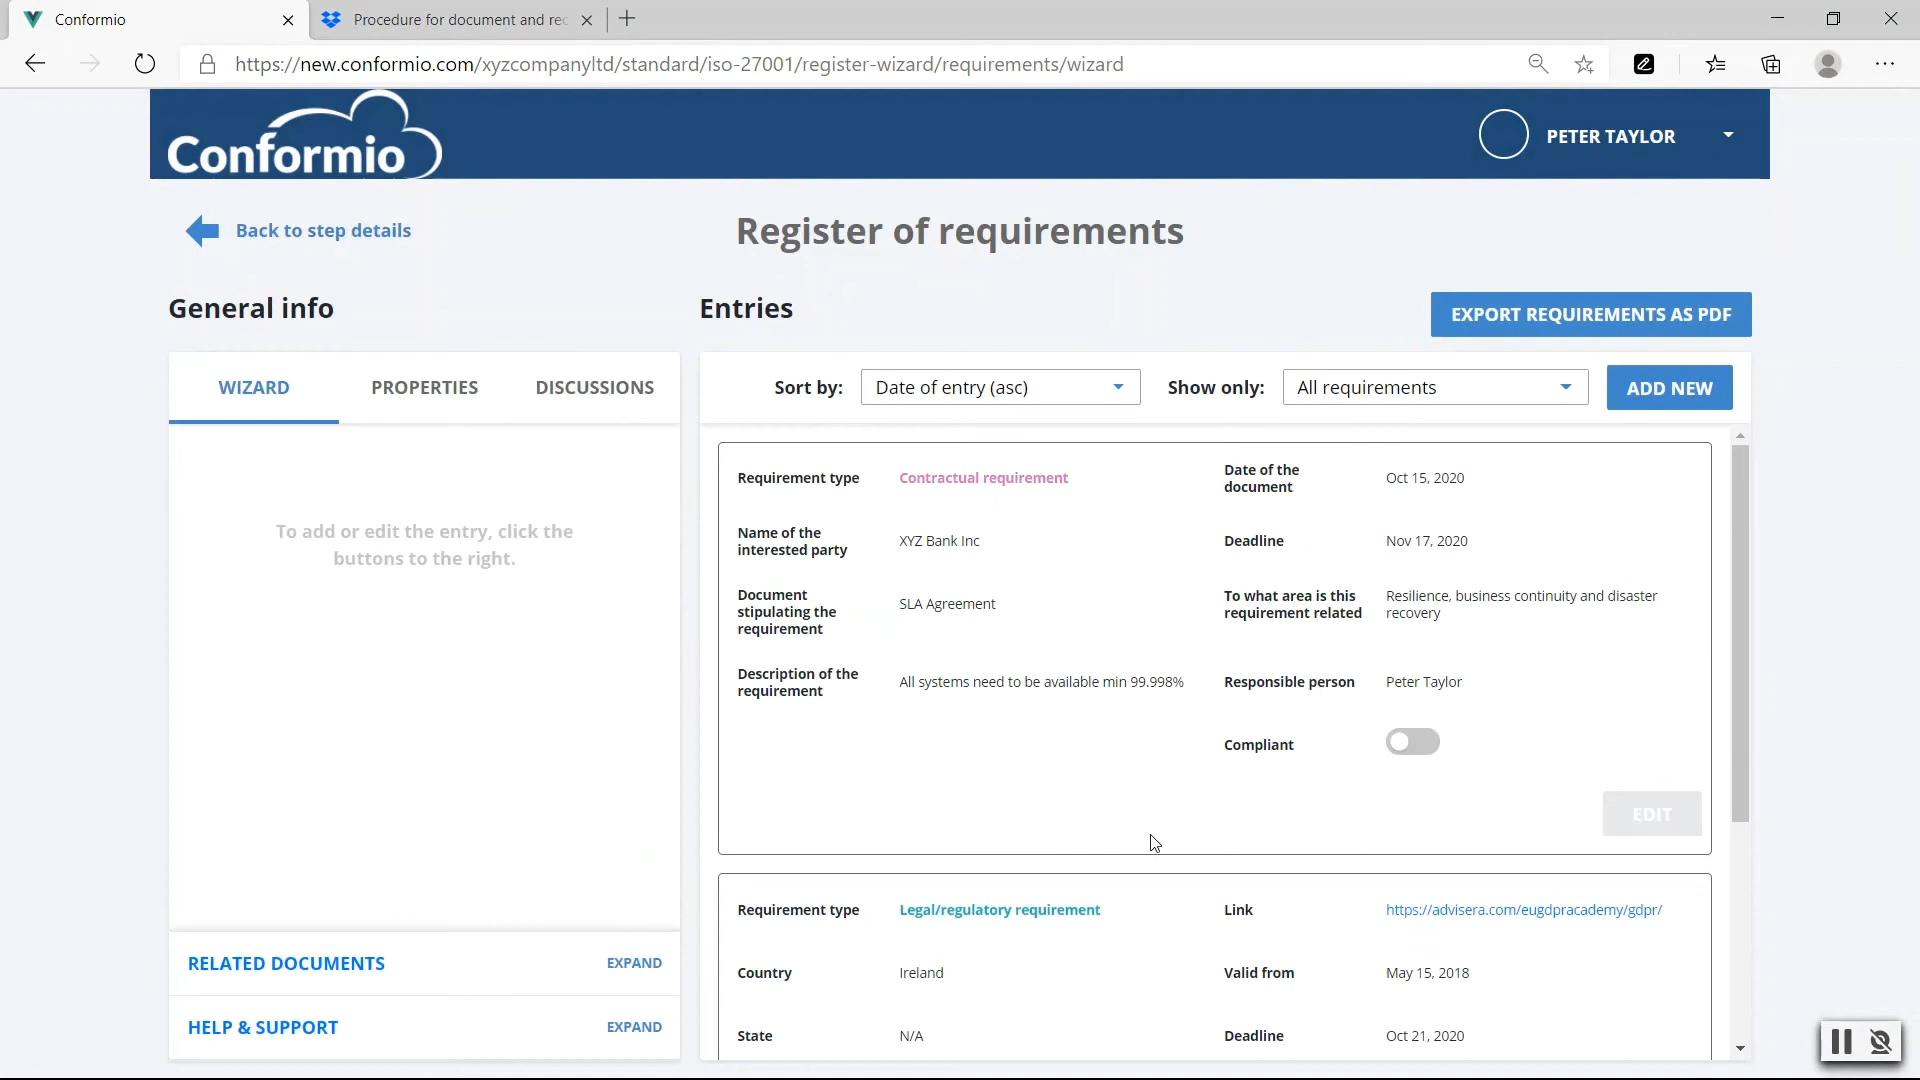 Conformio
Procedure for document and rec
https://new.conformio.com/xyzcompanyltd/standard/iso-27001/register-wizard/requirements/wizard
Conformio
PETER TAYLOR
Back to step details
Register of requirements
General info
Entries
EXPORT REQUIREMENTS AS PDF
WIZARD
PROPERTIES
DISCUSSIONS
Sort by:
Date of entry (asc)
Show only:
All requirements
ADD NEW
To add or edit the entry, click the
buttons to the right.
RELATED DOCUMENTS
EXPAND
HELP & SUPPORT
EXPAND
Requirement type
Contractual requirement
Date of the
document
Oct 15, 2020
Name of the
interested party
XYZ Bank Inc
Deadline
Nov 17, 2020
Document
stipulating the
requirement
SLA Agreement
To what area is this
requirement related
Resilience, business continuity and disaster
recovery
Description of the
requirement
All systems need to be available min 99.998%
Responsible person
Peter Taylor
Compliant
EDIT
Requirement type
Legal/regulatory requirement
Link
https://advisera.com/eugdpracademy/gdpr/
Country
Ireland
Valid from
May 15, 2018
State
N/A
Deadline
Oct 21, 2020